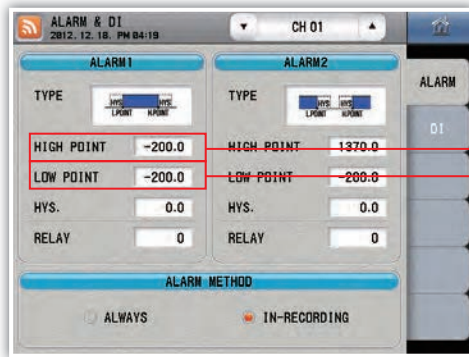 ALARM & DI
2012. 12. 18. PM 04:19
CH 01
ALARM
DI
ALARM1
TYPE
HYS HYS
LPOINT HPOINT
HIGH POINT -200.0
LOW POINT -200.0
HYS. 0.0
RELAY 0
ALARM2
TYPE
HYS HYS
LPOINT HPOINT
HIGH POINT 1370.0
LOW POINT -200.0
HYS. 0.0
RELAY 0
ALARM METHOD
ALWAYS
IN-RECORDING